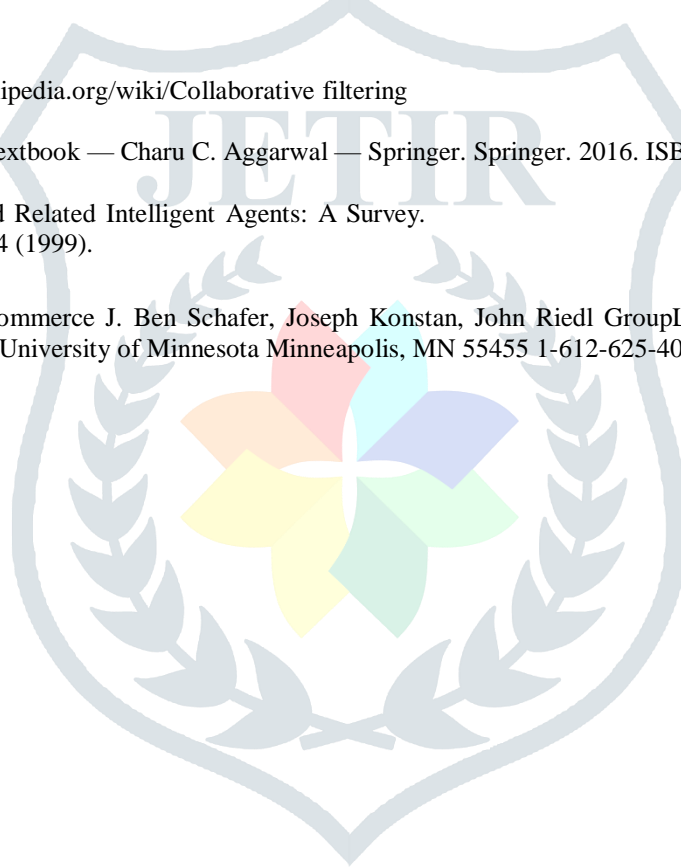 ipedia.org/wiki/Collaborative filtering
JETIR
extbook — Charu C. Aggarwal — Springer. Springer. 2016. ISB
d Related Intelligent Agents: A Survey.
4 (1999).
ommerce J. Ben Schafer, Joseph Konstan, John Riedl GroupL
University of Minnesota Minneapolis, MN 55455 1-612-625-40